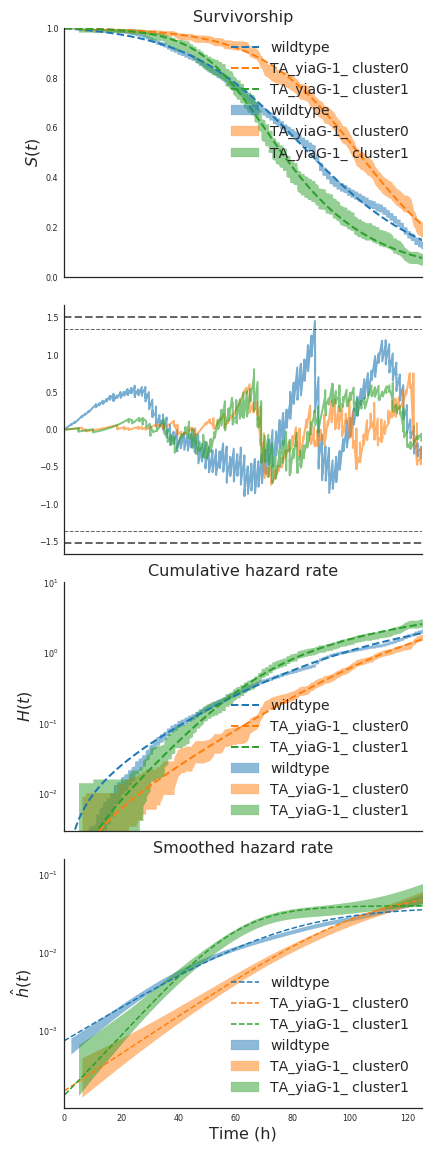 Survivorship
1.0
0.8
0.6
0.4
0.2
0.0
S(t)
wildtype
TA_yiaG-1_ cluster0
TA_yiaG-1_ cluster1
wildtype
TA_yiaG-1_ cluster0
TA_yiaG-1_ cluster1
1.5
1.0
0.5
0.0
−0.5
−1.0
−1.5
Cumulative hazard rate
10¹
10⁰
10⁻¹
10⁻²
H(t)
wildtype
TA_yiaG-1_ cluster0
TA_yiaG-1_ cluster1
wildtype
TA_yiaG-1_ cluster0
TA_yiaG-1_ cluster1
Smoothed hazard rate
10⁻¹
10⁻²
10⁻³
ĥ(t)
wildtype
TA_yiaG-1_ cluster0
TA_yiaG-1_ cluster1
wildtype
TA_yiaG-1_ cluster0
TA_yiaG-1_ cluster1
0 20 40 60 80 100 120
Time (h)